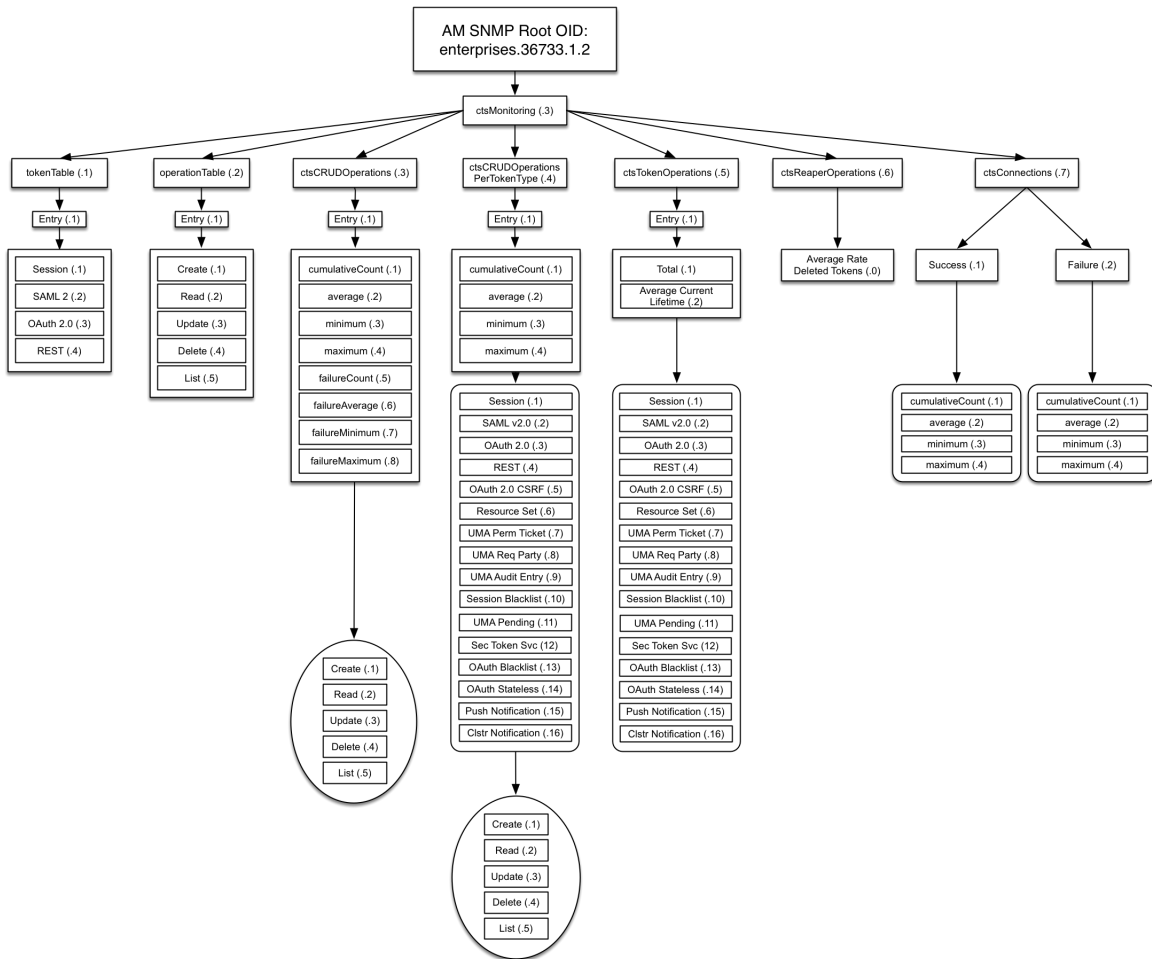 AM SNMP Root OID:
enterprises.36733.1.2
ctsMonitoring (.3)
tokenTable (.1)
operationTable (.2)
ctsCRUDOperations (.3)
ctsCRUDOperations
PerTokenType (.4)
ctsTokenOperations (.5)
ctsReaperOperations (.6)
ctsConnections (.7)
Entry (.1)
Entry (.1)
Entry (.1)
Entry (.1)
Entry (.1)
Session (.1)
SAML 2 (.2)
OAuth 2.0 (.3)
REST (.4)
Create (.1)
Read (.2)
Update (.3)
Delete (.4)
List (.5)
cumulativeCount (.1)
average (.2)
minimum (.3)
maximum (.4)
failureCount (.5)
failureAverage (.6)
failureMinimum (.7)
failureMaximum (.8)
Create (.1)
Read (.2)
Update (.3)
Delete (.4)
List (.5)
cumulativeCount (.1)
average (.2)
minimum (.3)
maximum (.4)
Session (.1)
SAML v2.0 (.2)
OAuth 2.0 (.3)
REST (.4)
OAuth 2.0 CSRF (.5)
Resource Set (.6)
UMA Perm Ticket (.7)
UMA Req Party (.8)
UMA Audit Entry (.9)
Session Blacklist (.10)
UMA Pending (.11)
Sec Token Svc (12)
OAuth Blacklist (.13)
OAuth Stateless (.14)
Push Notification (.15)
Clstr Notification (.16)
Create (.1)
Read (.2)
Update (.3)
Delete (.4)
List (.5)
Total (.1)
Average Current
Lifetime (.2)
Session (.1)
SAML v2.0 (.2)
OAuth 2.0 (.3)
REST (.4)
OAuth 2.0 CSRF (.5)
Resource Set (.6)
UMA Perm Ticket (.7)
UMA Req Party (.8)
UMA Audit Entry (.9)
Session Blacklist (.10)
UMA Pending (.11)
Sec Token Svc (12)
OAuth Blacklist (.13)
OAuth Stateless (.14)
Push Notification (.15)
Clstr Notification (.16)
Average Rate
Deleted Tokens (.0)
Success (.1)
Failure (.2)
cumulativeCount (.1)
average (.2)
minimum (.3)
maximum (.4)
cumulativeCount (.1)
average (.2)
minimum (.3)
maximum (.4)